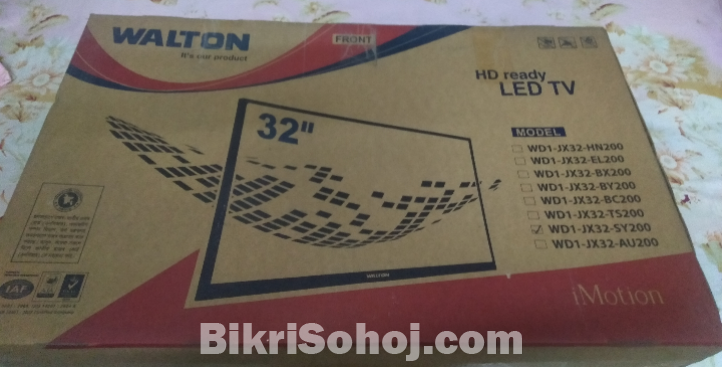 WALTON
It's our product
FRONT
HD ready
LED TV
32"
MODEL
WD1-JX32-HN200
WD1-JX32-EL200
WD1-JX32-BX200
WD1-JX32-BY200
WD1-JX32-BC200
WD1-JX32-TS200
WD1-JX32-SY200
WD1-JX32-AU200
WALTON
iMotion
IAF
BikriSohoj.com